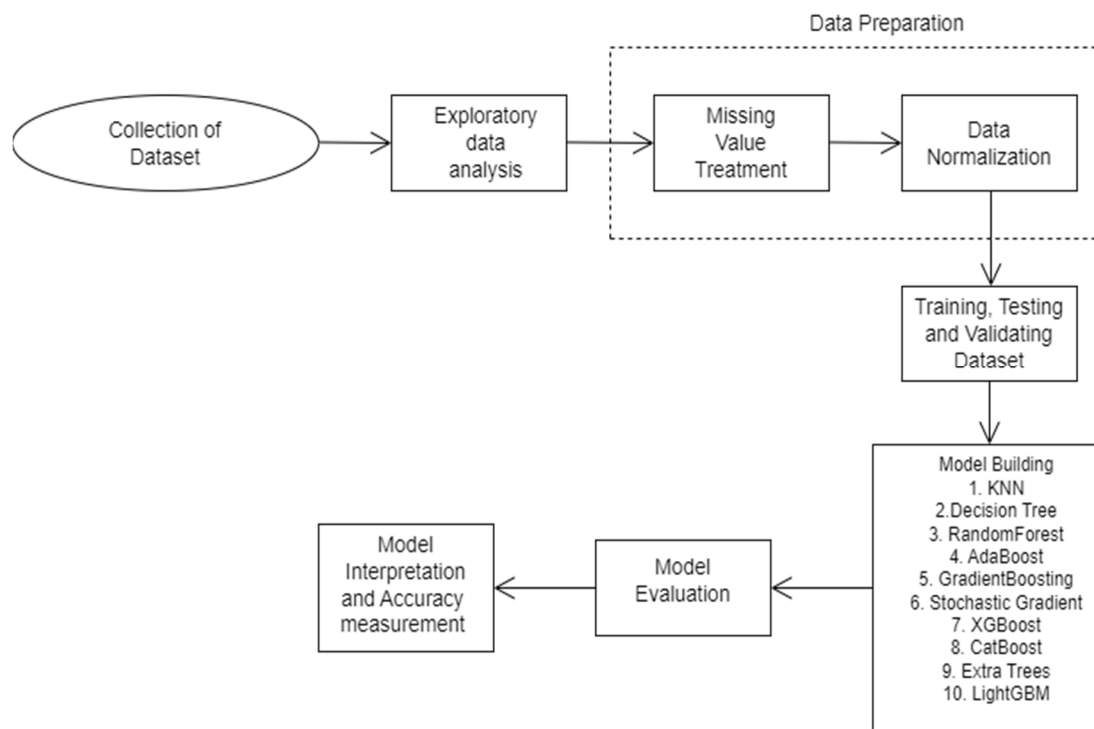 Data Preparation
Collection of
Dataset
Exploratory
data
analysis
Missing
Value
Treatment
Data
Normalization
Training, Testing
and Validating
Dataset
Model Building
1. KNN
2.Decision Tree
3. RandomForest
4. AdaBoost
5. GradientBoosting
6. Stochastic Gradient
7. XGBoost
8. CatBoost
9. Extra Trees
10. LightGBM
Model
Evaluation
Model
Interpretation
and Accuracy
measurement